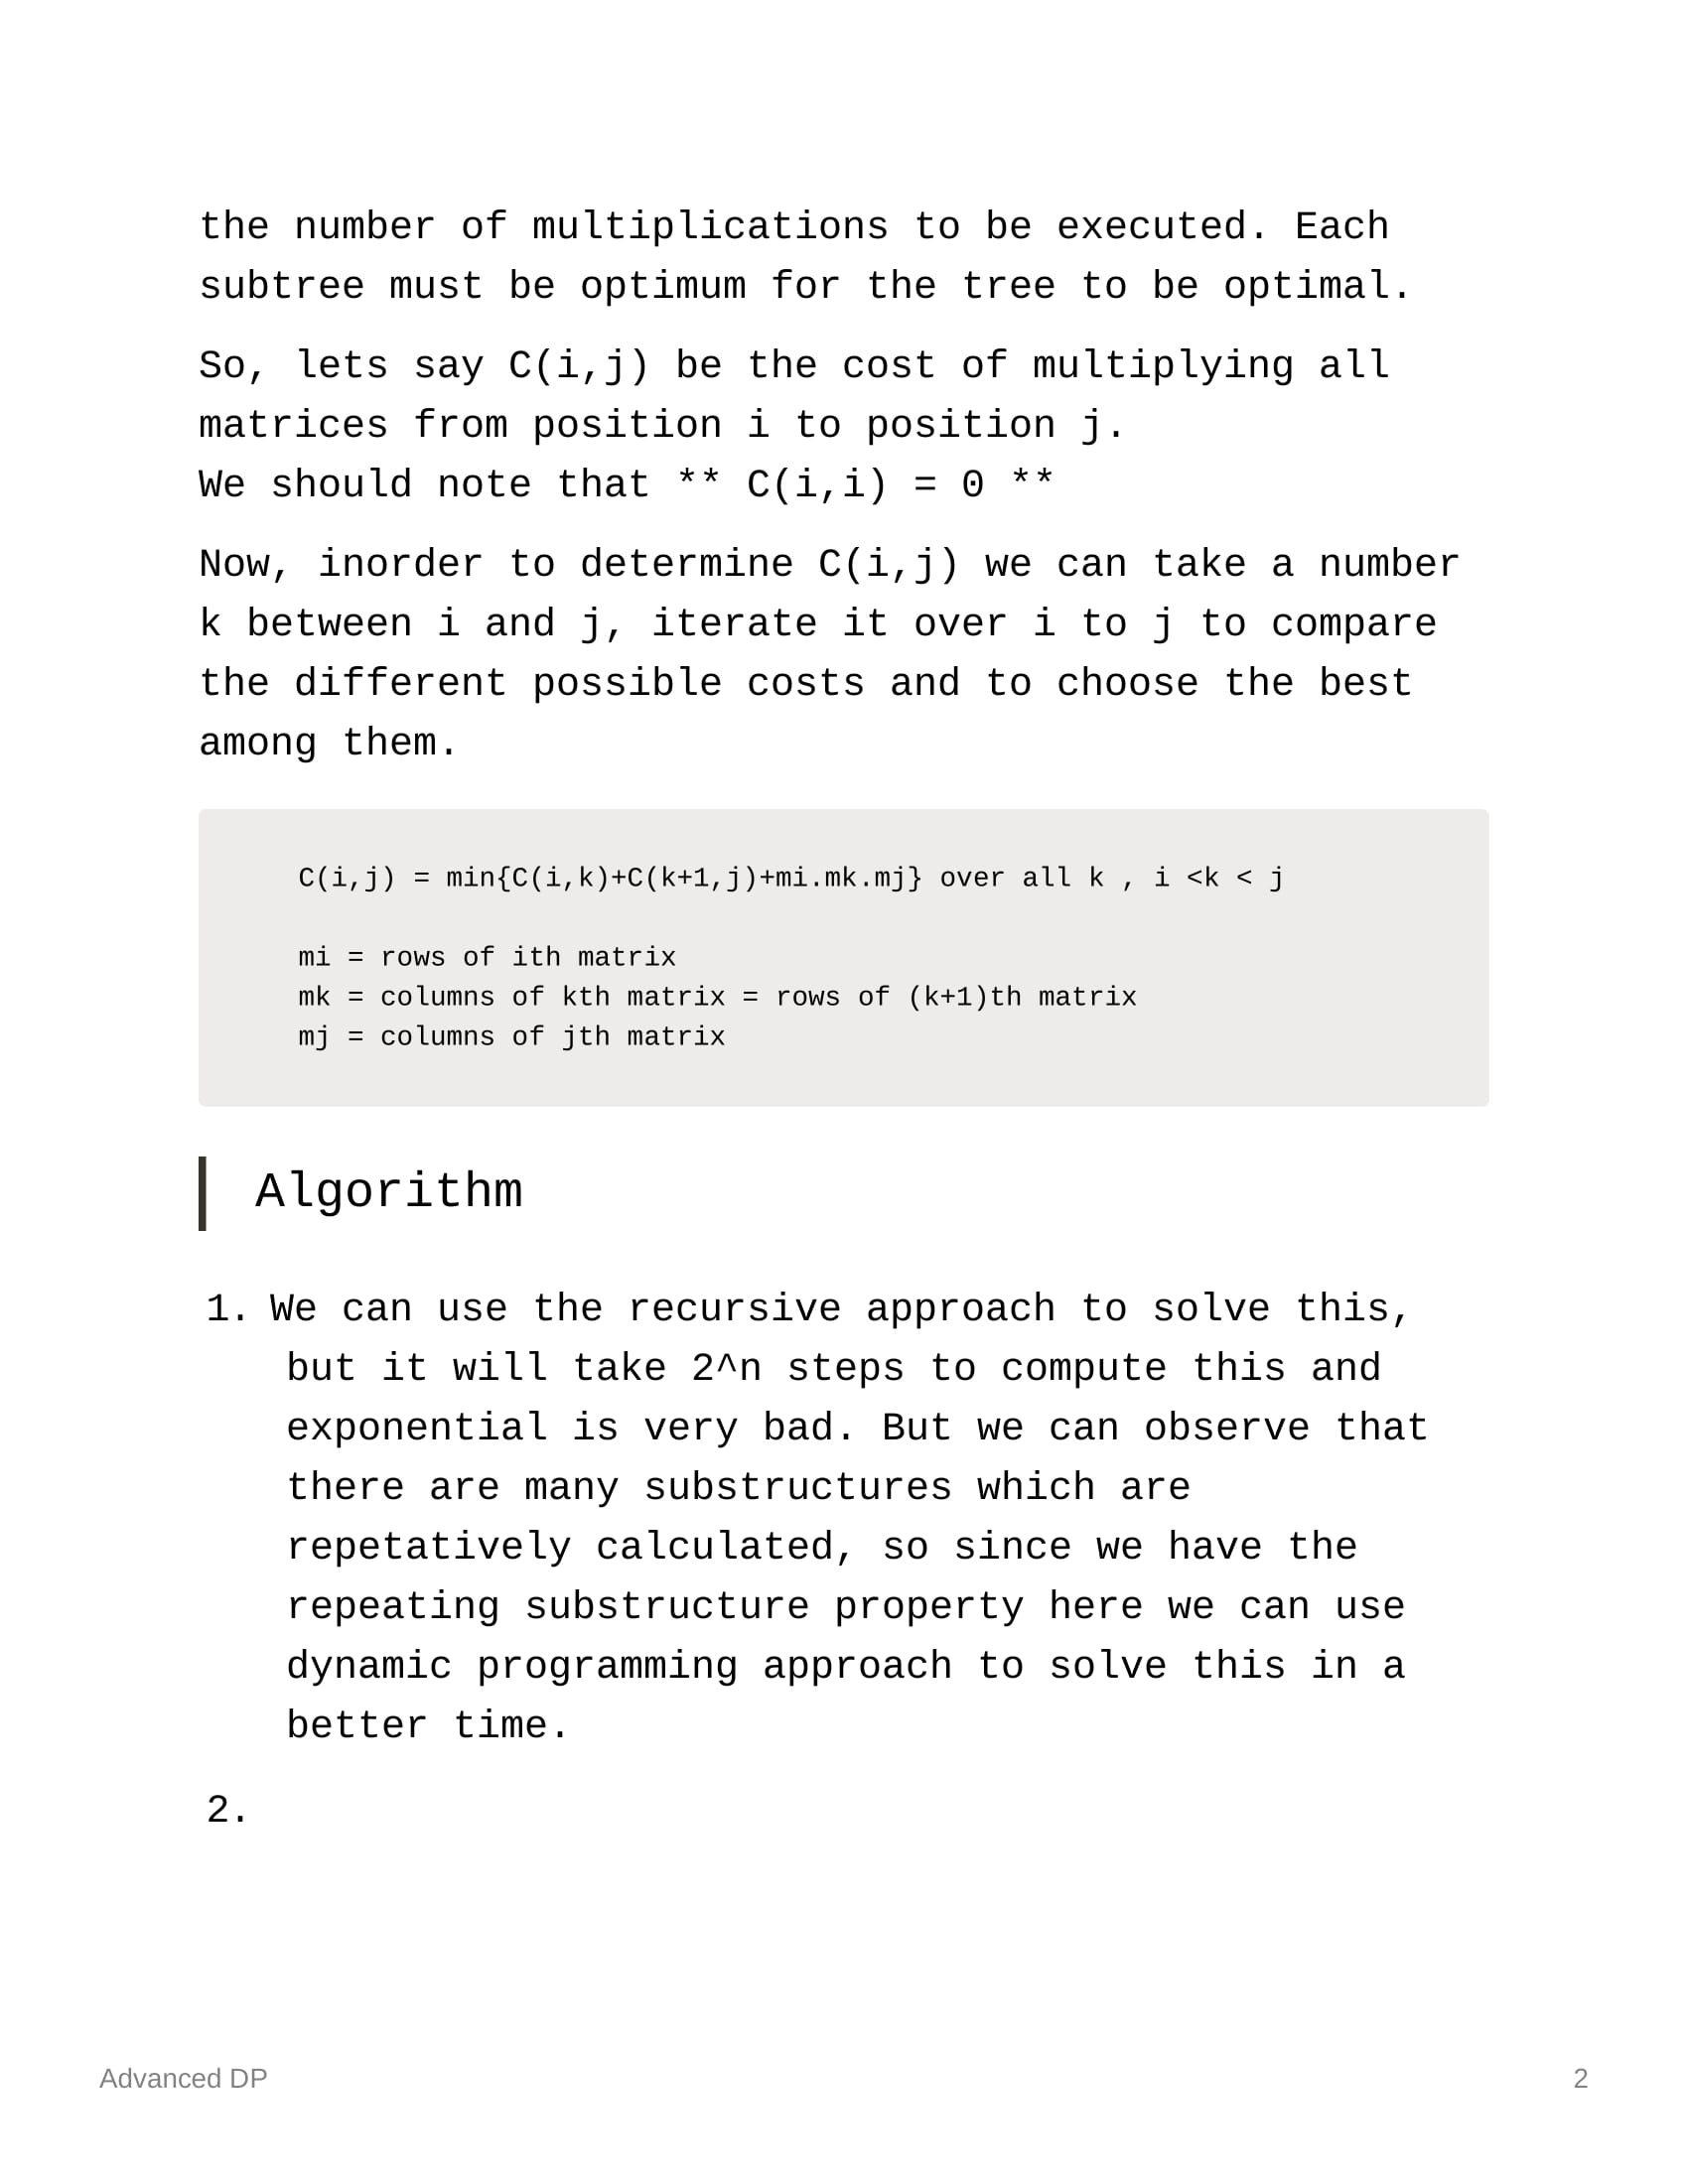 the number of multiplications to be executed. Each
subtree must be optimum for the tree to be optimal.
So, lets say C(i,j) be the cost of multiplying all
matrices from position i to position j.
We should note that ** C(i,i) = 0 **
Now, inorder to determine C(i,j) we can take a number
k between i and j, iterate it over i to j to compare
the different possible costs and to choose the best
among them.
C(i,j) = min{C(i,k)+C(k+1,j)+mi.mk.mj} over all k , i <k < j
mi = rows of ith matrix
mk = columns of kth matrix = rows of (k+1)th matrix
mj = columns of jth matrix
Algorithm
1. We can use the recursive approach to solve this,
but it will take 2^n steps to compute this and
exponential is very bad. But we can observe that
there are many substructures which are
repetatively calculated, so since we have the
repeating substructure property here we can use
dynamic programming approach to solve this in a
better time.
2.
Advanced DP 2